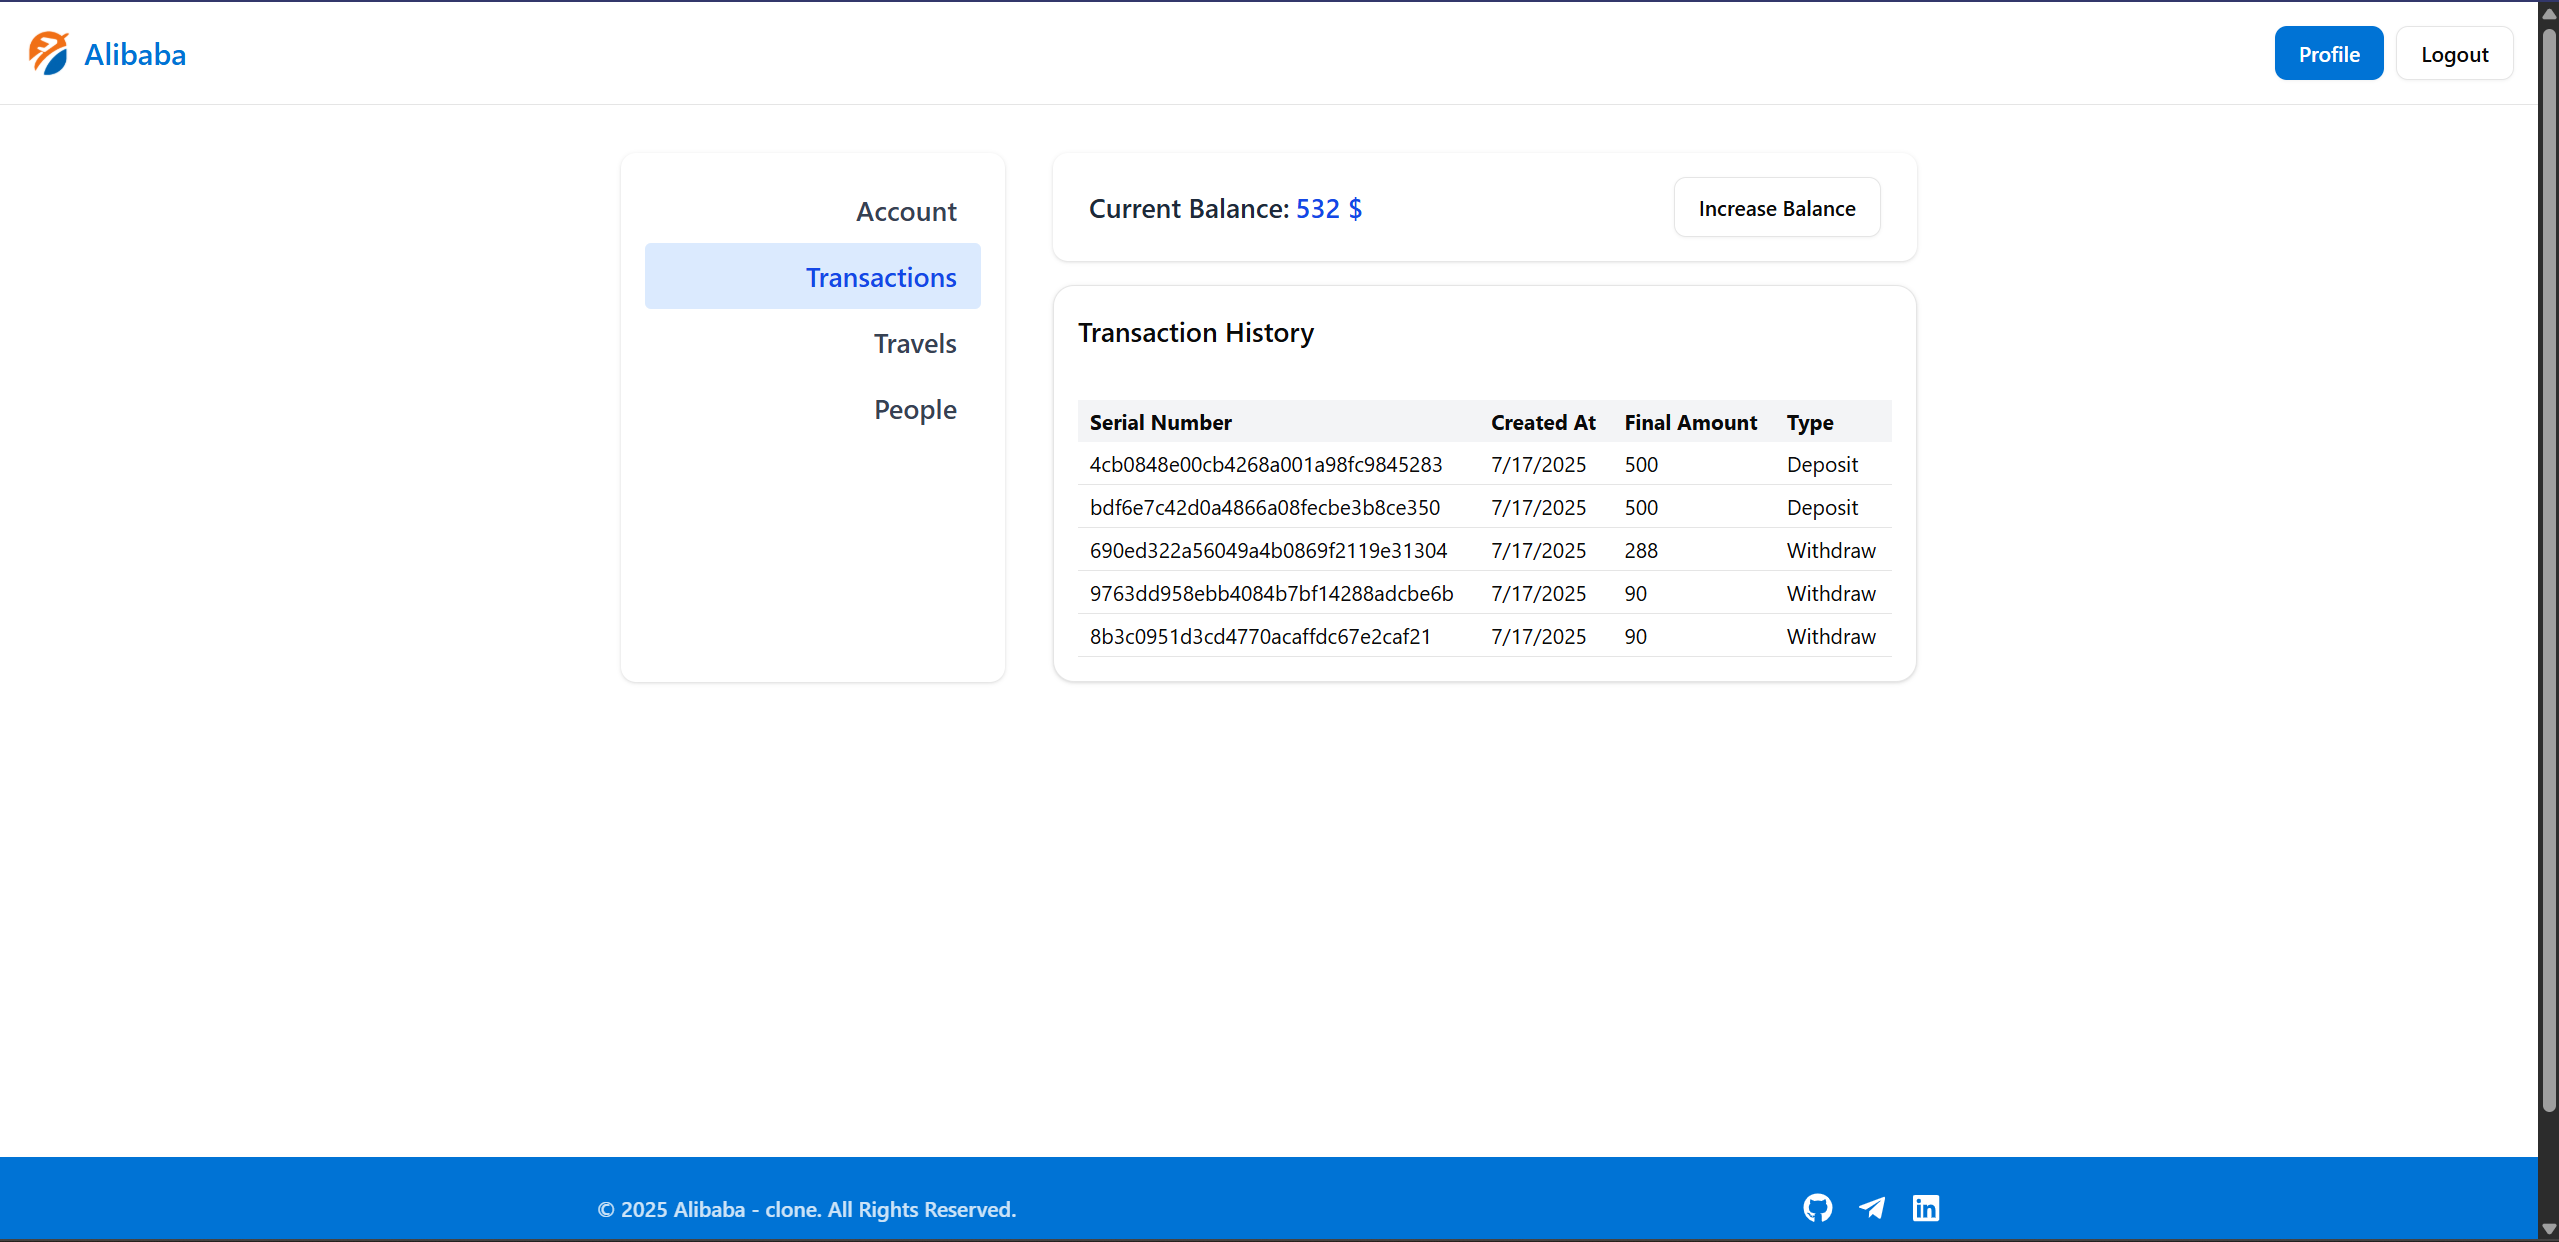 Alibaba
Profile
Logout
Account
Transactions
Travels
People
Current Balance: 532 $
Increase Balance
Transaction History
Serial Number Created At Final Amount Type
4cb0848e00cb4268a001a98fc9845283 7/17/2025 500 Deposit
bdf6e7c42d0a4866a08fecbe3b8ce350 7/17/2025 500 Deposit
690ed322a56049a4b0869f2119e31304 7/17/2025 288 Withdraw
9763dd958ebb4084b7bf14288adcbe6b 7/17/2025 90 Withdraw
8b3c0951d3cd4770acaffdc67e2caf21 7/17/2025 90 Withdraw
© 2025 Alibaba - clone. All Rights Reserved.
in